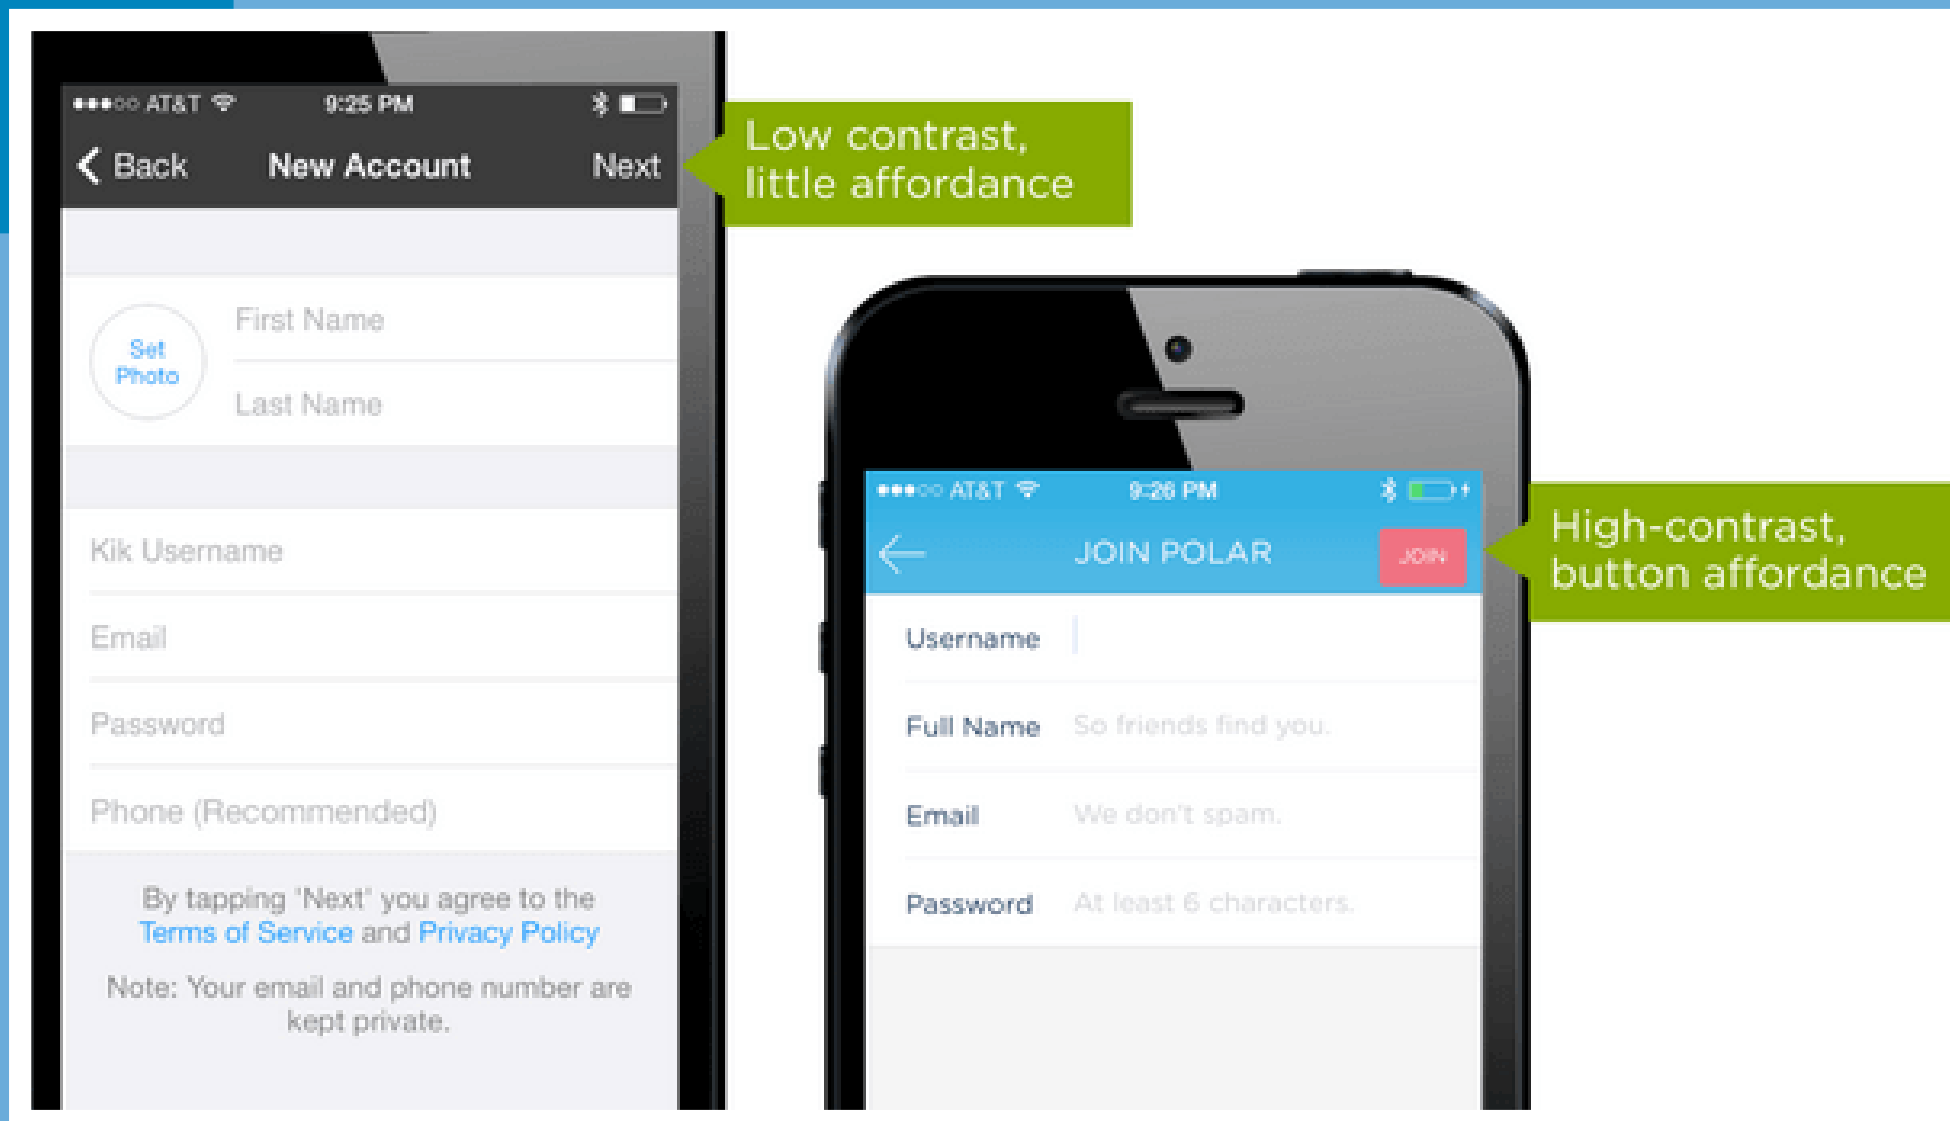 AT&T 9:25 PM
Back New Account Next
Low contrast,
little affordance
First Name
Set
Photo
Last Name
Kik Username
Email
Password
Phone (Recommended)
By tapping 'Next' you agree to the
Terms of Service and Privacy Policy
Note: Your email and phone number are
kept private.
AT&T 9:26 PM
JOIN POLAR JOIN
High-contrast,
button affordance
Username
Full Name So friends find you.
Email We don't spam.
Password At least 6 characters.